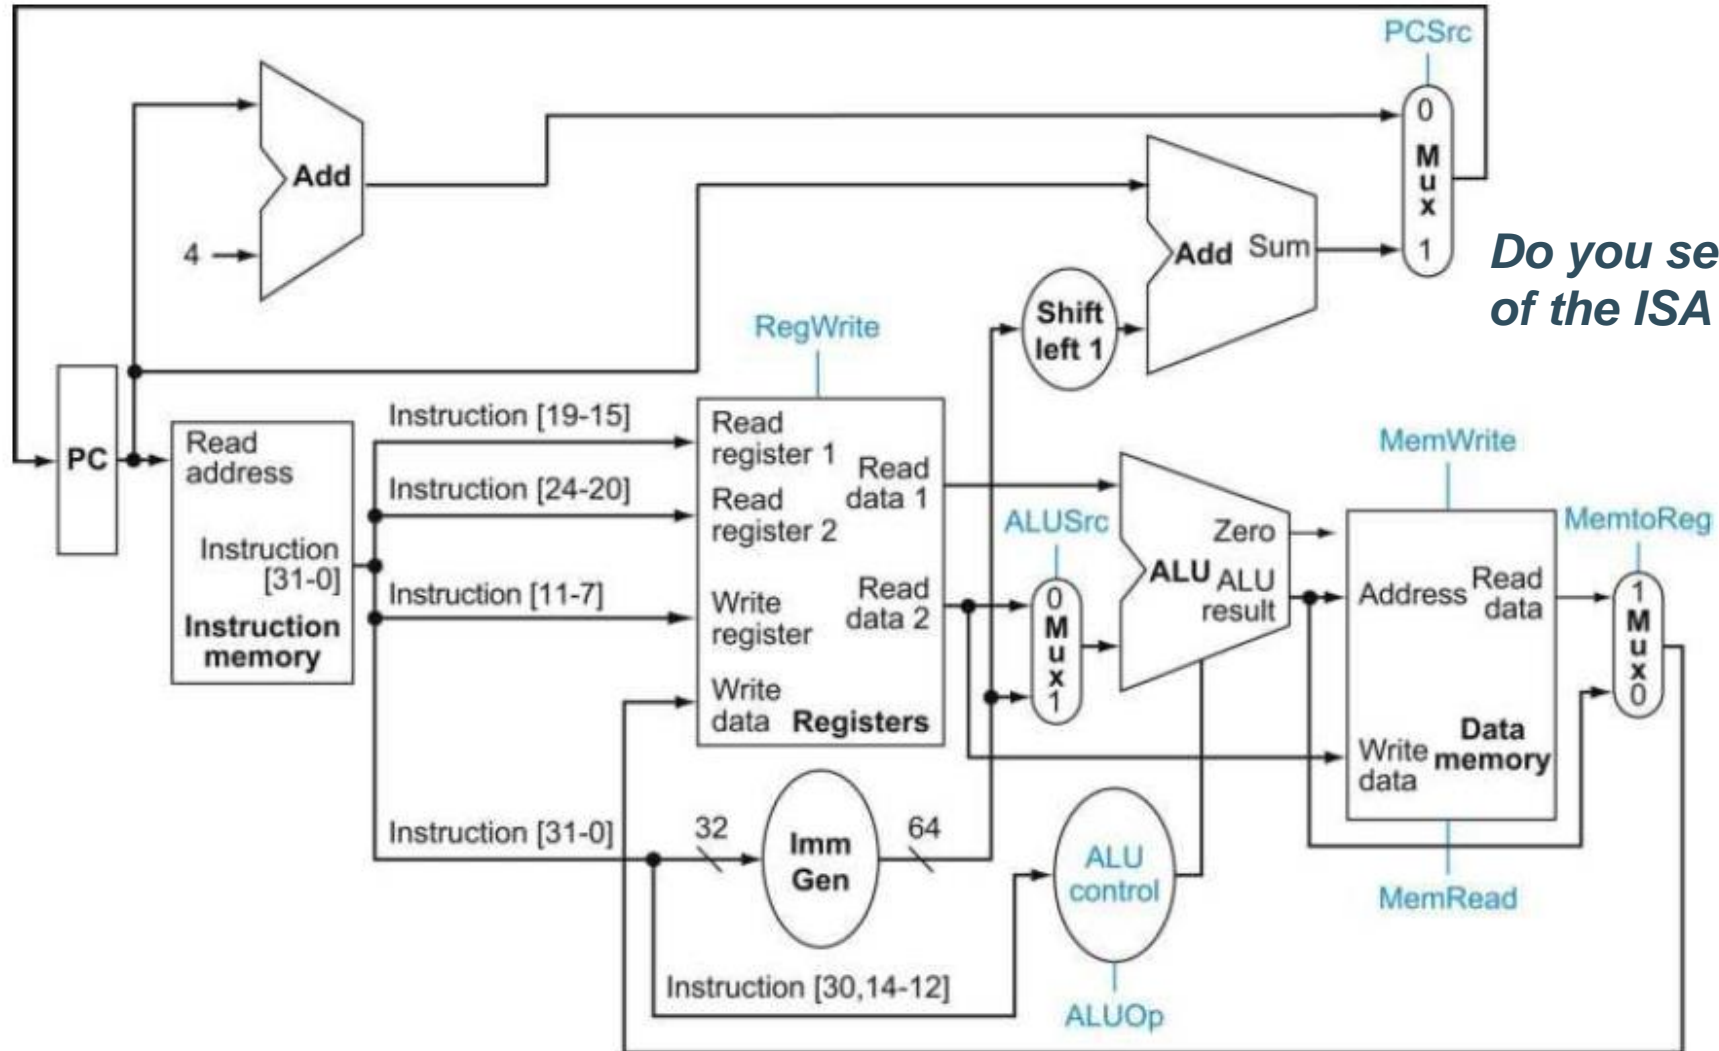 PCSrc
0
M
u
x
1
Add
4
Add Sum
Do you se
of the ISA
Shift
left 1
RegWrite
PC
Read
address
Instruction
[31-0]
Instruction
memory
Instruction [19-15]
Instruction [24-20]
Instruction [11-7]
Instruction [31-0]
Read
register 1
Read
data 1
Read
register 2
Write
register
Read
data 2
Write
data
Registers
ALUSrc
0
M
u
x
1
Zero
ALU
ALU
result
MemWrite
Address
Read
data
Write
data
Data
memory
MemRead
MemtoReg
1
M
u
x
0
32
Imm
Gen
64
ALU
control
Instruction [30,14-12]
ALUOp